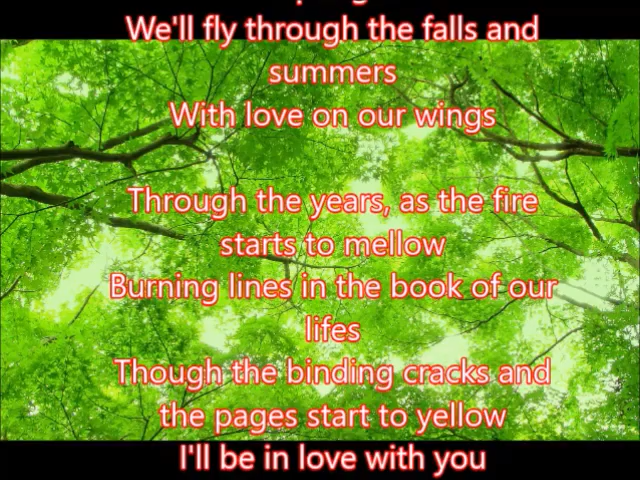 We'll fly through the falls and
summers
With love on our wings
Through the years, as the fire
starts to mellow
Burning lines in the book of our
lifes
Though the binding cracks and
the pages start to yellow
I'll be in love with you